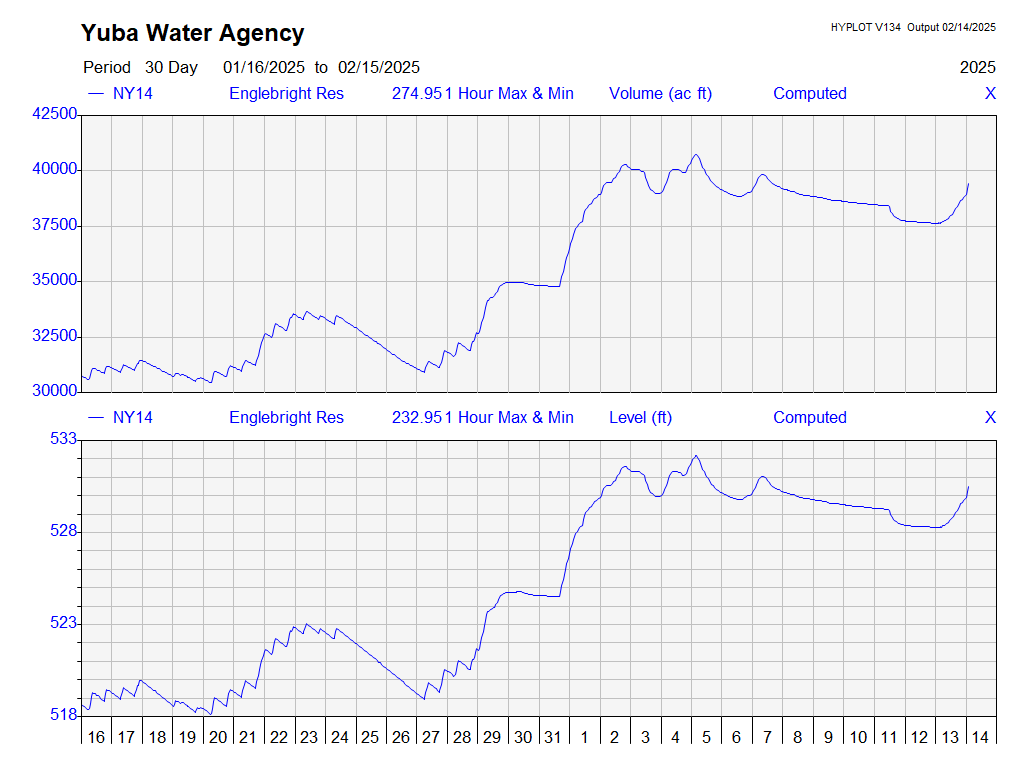 Yuba Water Agency
HYPLOT V134 Output 02/14/2025
Period 30 Day 01/16/2025 to 02/15/2025 2025
NY14 Englebright Res 274.951 Hour Max & Min Volume (ac ft) Computed X
42500
40000
37500
35000
32500
30000
NY14 Englebright Res 232.951 Hour Max & Min Level (ft) Computed X
533
528
523
518
16 17 18 19 20 21 22 23 24 25 26 27 28 29 30 31 1 2 3 4 5 6 7 8 9 10 11 12 13 14